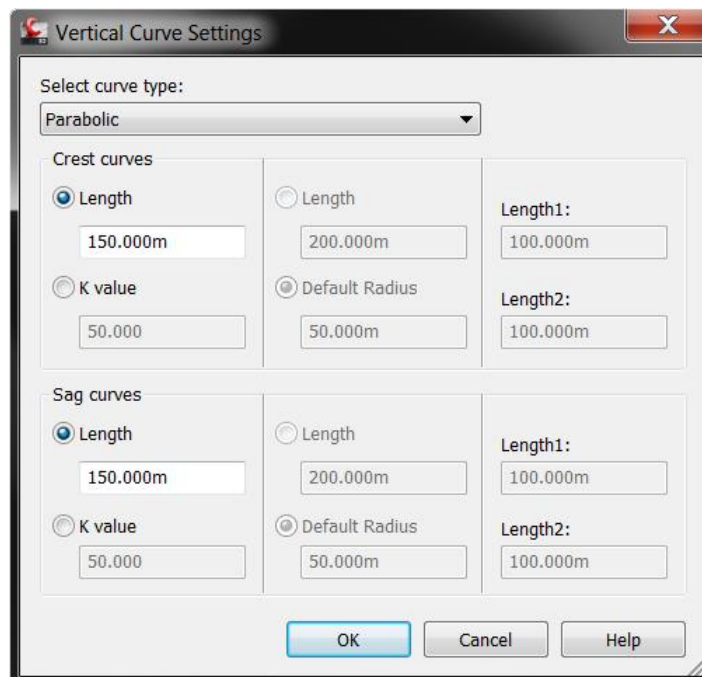 Vertical Curve Settings
Select curve type:
Parabolic
Crest curves
Length
Length
Length1:
150.000m
200.000m
100.000m
K value
Default Radius
Length2:
50.000
50.000m
100.000m
Sag curves
Length
Length
Length1:
150.000m
200.000m
100.000m
K value
Default Radius
Length2:
50.000
50.000m
100.000m
OK
Cancel
Help